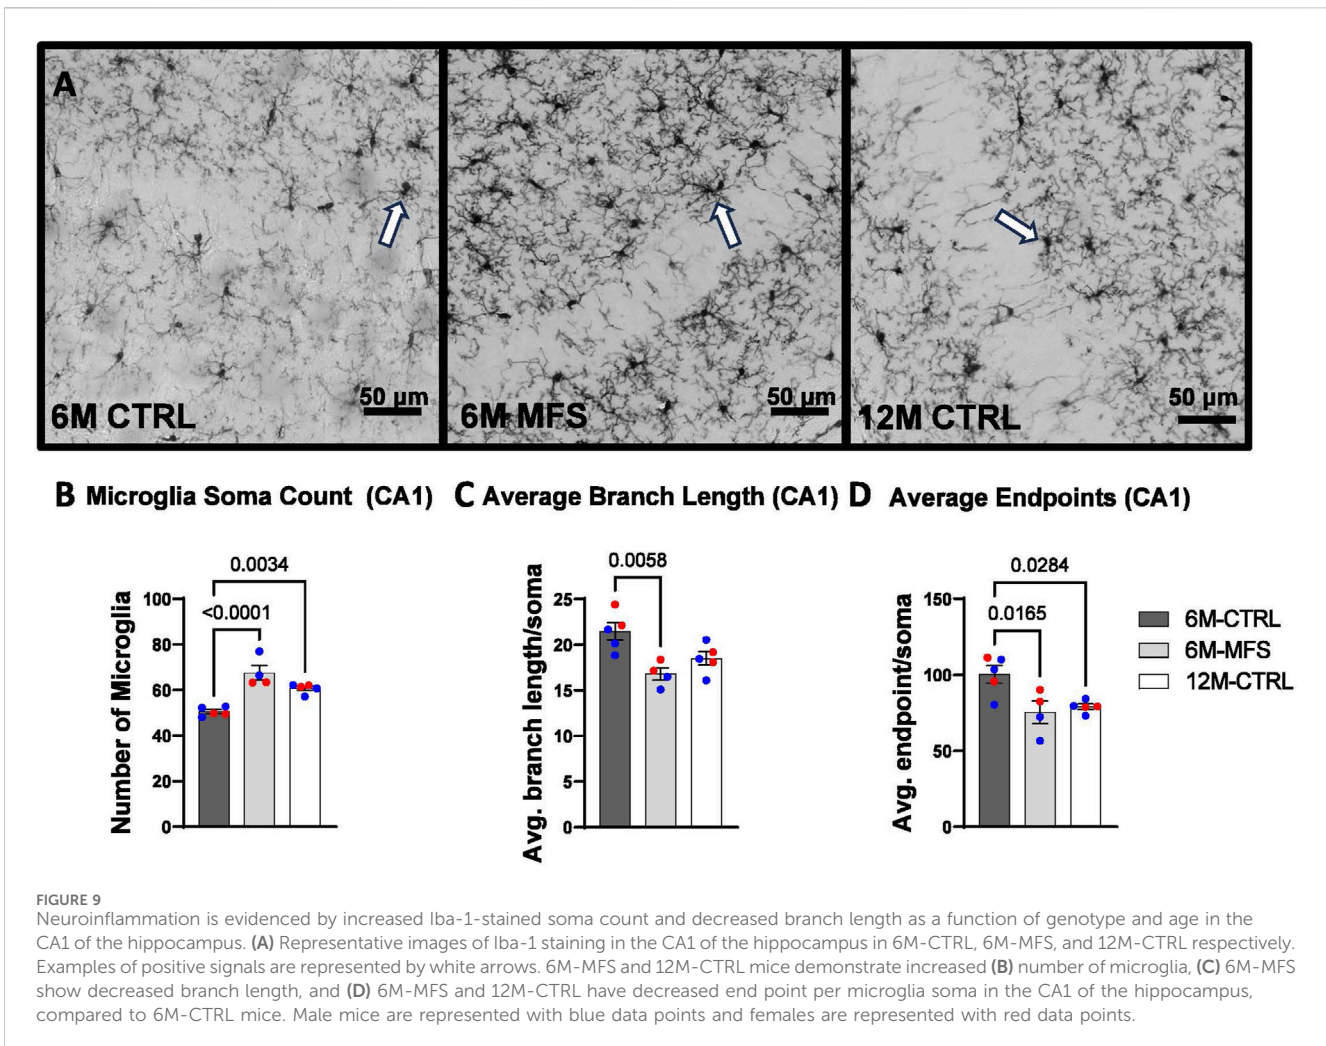 A
6M CTRL
50 µm
6M MFS
50 µm
12M CTRL
50 µm
B Microglia Soma Count (CA1)
Number of Microglia
100
80
60
40
20
0
0.0034
<0.0001
C Average Branch Length (CA1)
Avg. branch length/soma
25
20
15
10
5
0
0.0058
D Average Endpoints (CA1)
Avg. endpoint/soma
150
100
50
0
0.0284
0.0165
6M-CTRL
6M-MFS
12M-CTRL
FIGURE 9
Neuroinflammation is evidenced by increased Iba-1-stained soma count and decreased branch length as a function of genotype and age in the
CA1 of the hippocampus. (A) Representative images of Iba-1 staining in the CA1 of the hippocampus in 6M-CTRL, 6M-MFS, and 12M-CTRL respectively.
Examples of positive signals are represented by white arrows. 6M-MFS and 12M-CTRL mice demonstrate increased (B) number of microglia, (C) 6M-MFS
show decreased branch length, and (D) 6M-MFS and 12M-CTRL have decreased end point per microglia soma in the CA1 of the hippocampus,
compared to 6M-CTRL mice. Male mice are represented with blue data points and females are represented with red data points.